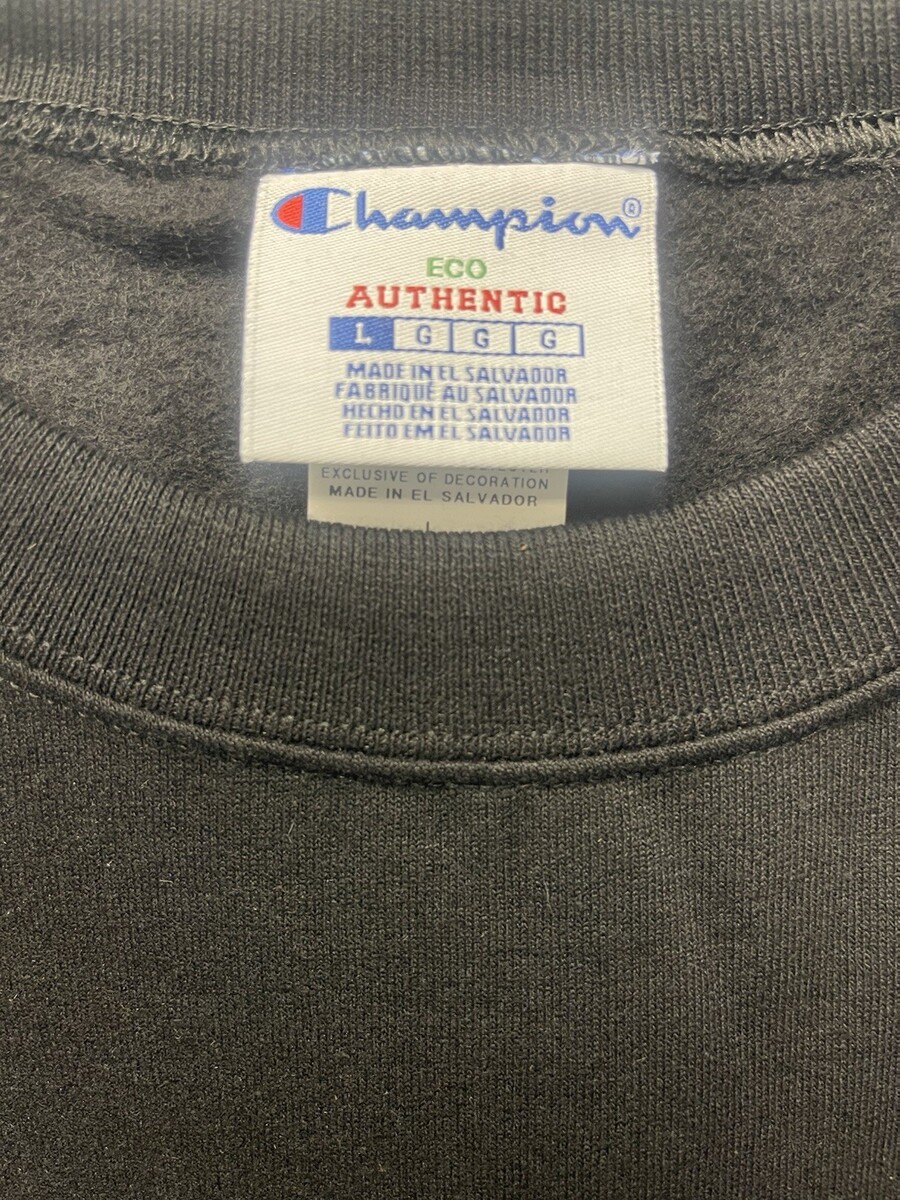 Champion®
ECO
AUTHENTIC
L G G G
MADE IN EL SALVADOR
FABRIQUÉ AU SALVADOR
HECHO EN EL SALVADOR
FEITO EM EL SALVADOR
EXCLUSIVE OF DECORATION
MADE IN EL SALVADOR